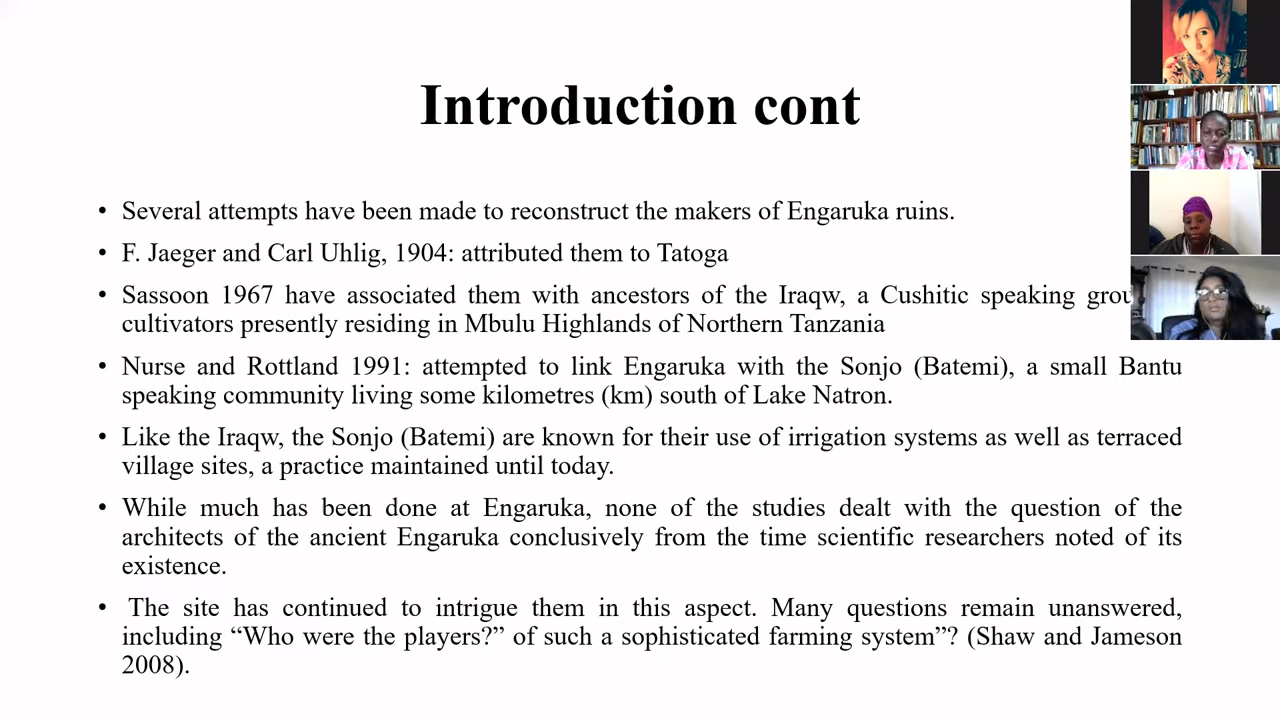 Introduction cont
• Several attempts have been made to reconstruct the makers of Engaruka ruins.
• F. Jaeger and Carl Uhlig, 1904: attributed them to Tatoga
• Sassoon 1967 have associated them with ancestors of the Iraqw, a Cushitic speaking grou
cultivators presently residing in Mbulu Highlands of Northern Tanzania
• Nurse and Rottland 1991: attempted to link Engaruka with the Sonjo (Batemi), a small Bantu
speaking community living some kilometres (km) south of Lake Natron.
• Like the Iraqw, the Sonjo (Batemi) are known for their use of irrigation systems as well as terraced
village sites, a practice maintained until today.
• While much has been done at Engaruka, none of the studies dealt with the question of the
architects of the ancient Engaruka conclusively from the time scientific researchers noted of its
existence.
• The site has continued to intrigue them in this aspect. Many questions remain unanswered,
including “Who were the players?” of such a sophisticated farming system”? (Shaw and Jameson
2008).